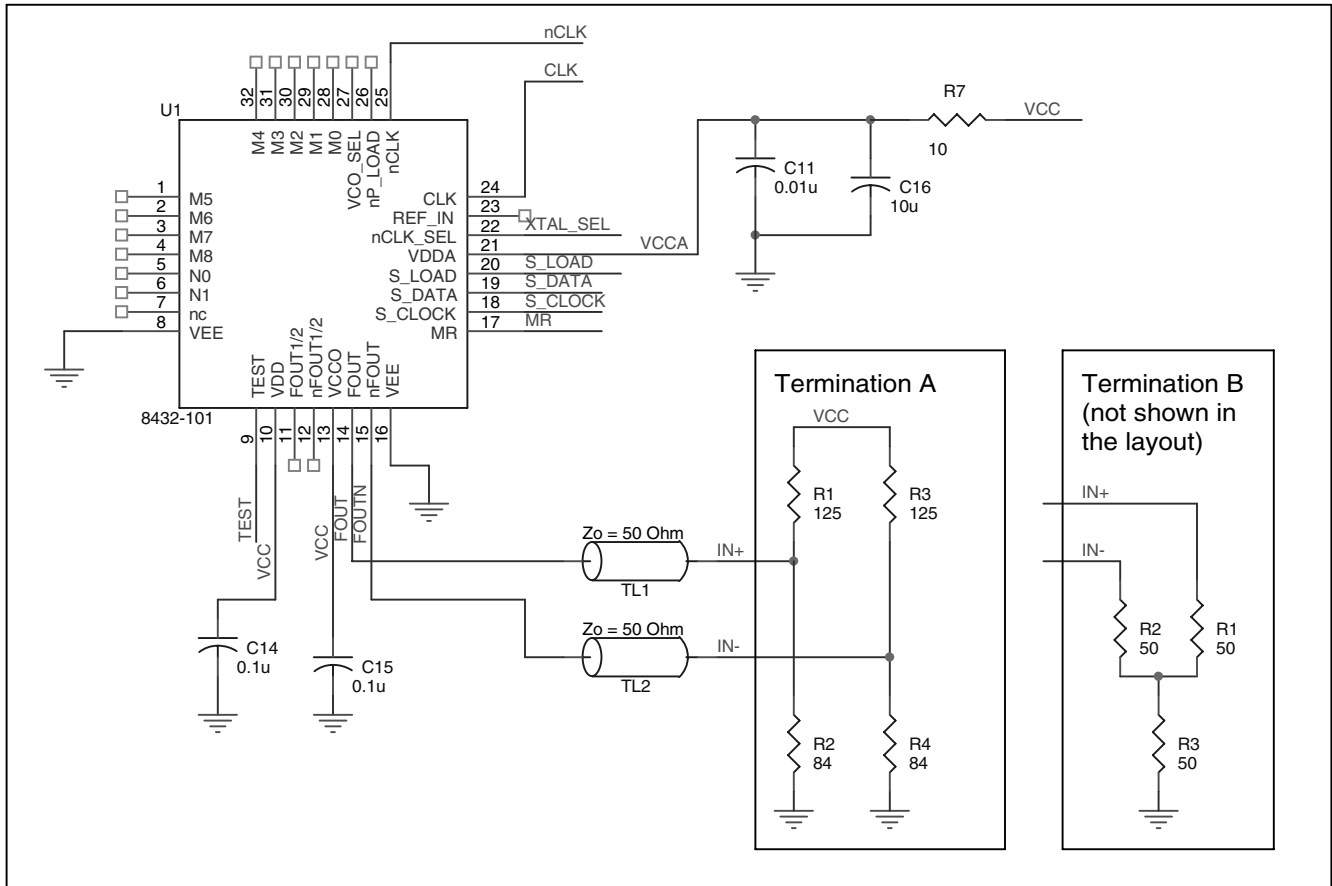 nCLK
CLK
U1
32
31
30
29
28
27
26
25
M4
M3
M2
M1
M0
VCO_SEL
nP_LOAD
nCLK
1
2
3
4
5
6
7
8
M5
M6
M7
M8
N0
N1
nc
VEE
CLK
REF_IN
nCLK_SEL
VDDA
S_LOAD
S_DATA
S_CLOCK
MR
24
23
22
21
20
19
18
17
XTAL_SEL
VCCA
S_LOAD
S_DATA
S_CLOCK
MR
TEST
VDD
FOUT1/2
nFOUT1/2
VCCO
FOUT
nFOUT
VEE
8432-101
9
10
11
12
13
14
15
16
TEST
VCC
VCC
FOUT
FOUTN
R7
10
VCC
C11
0.01u
C16
10u
C14
0.1u
C15
0.1u
Zo = 50 Ohm
TL1
IN+
Zo = 50 Ohm
TL2
IN-
Termination A
VCC
R1
125
R3
125
R2
84
R4
84
Termination B
(not shown in
the layout)
IN+
IN-
R2
50
R1
50
R3
50